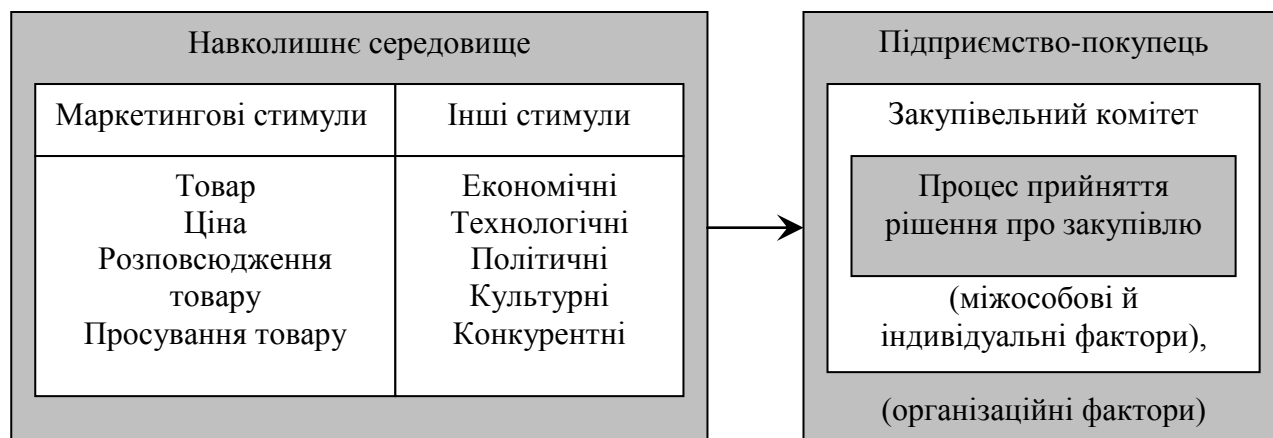 Навколишнє середовище
Маркетингові стимули
Товар
Ціна
Розповсюдження
товару
Просування товару
Інші стимули
Економічні
Технологічні
Політичні
Культурні
Конкурентні
Підприємство-покупець
Закупівельний комітет
Процес прийняття
рішення про закупівлю
(міжособові й
індивідуальні фактори),
(організаційні фактори)